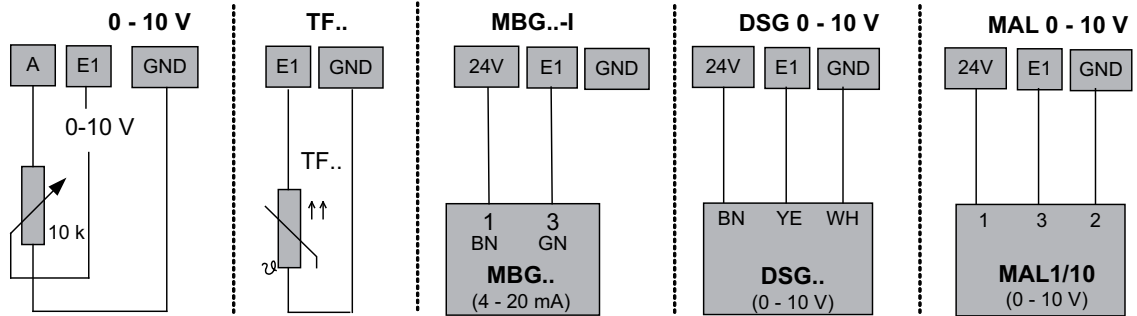 0 - 10 V
A E1 GND
0-10 V
10 k
TF..
E1 GND
TF..
ϑ
MBG..-I
24V E1 GND
1 3
BN GN
MBG..
(4 - 20 mA)
DSG 0 - 10 V
24V E1 GND
BN YE WH
DSG..
(0 - 10 V)
MAL 0 - 10 V
24V E1 GND
1 3 2
MAL1/10
(0 - 10 V)